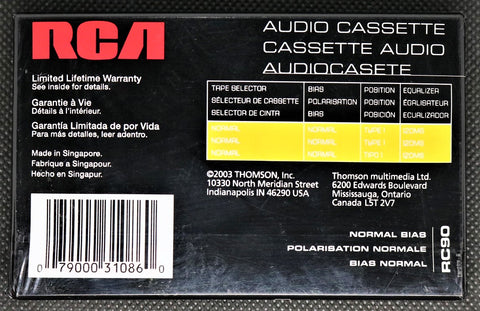 RCA
AUDIO CASSETTE
CASSETTE AUDIO
AUDIOCASETE
Limited Lifetime Warranty
See inside for details.
Garantie à Vie
Détails à l'intérieur.
Garantía Limitada de por Vida
Para más detalles, leer adentro.
Made in Singapore.
Fabrique a Singapour.
Hecho en Singapur.
TAPE SELECTOR BIAS POSITION EQUALIZER
SÉLECTEUR DE CASSETTE POLARISATION POSITION ÉGALISATEUR
SELECTOR DE CINTA BIAS POSICIÓN ECUALIZADOR
NORMAL NORMAL TYPE I 120MS
NORMAL NORMAL TYPE I 120MS
NORMAL NORMAL TIPO I 120MS
©2003 THOMSON, Inc.
10330 North Meridian Street
Indianapolis IN 46290 USA
Thomson multimedia Ltd.
6200 Edwards Boulevard
Mississauga, Ontario
Canada L5T 2V7
NORMAL BIAS
POLARISATION NORMALE
BIAS NORMAL
RC90
0 79000 31086 0